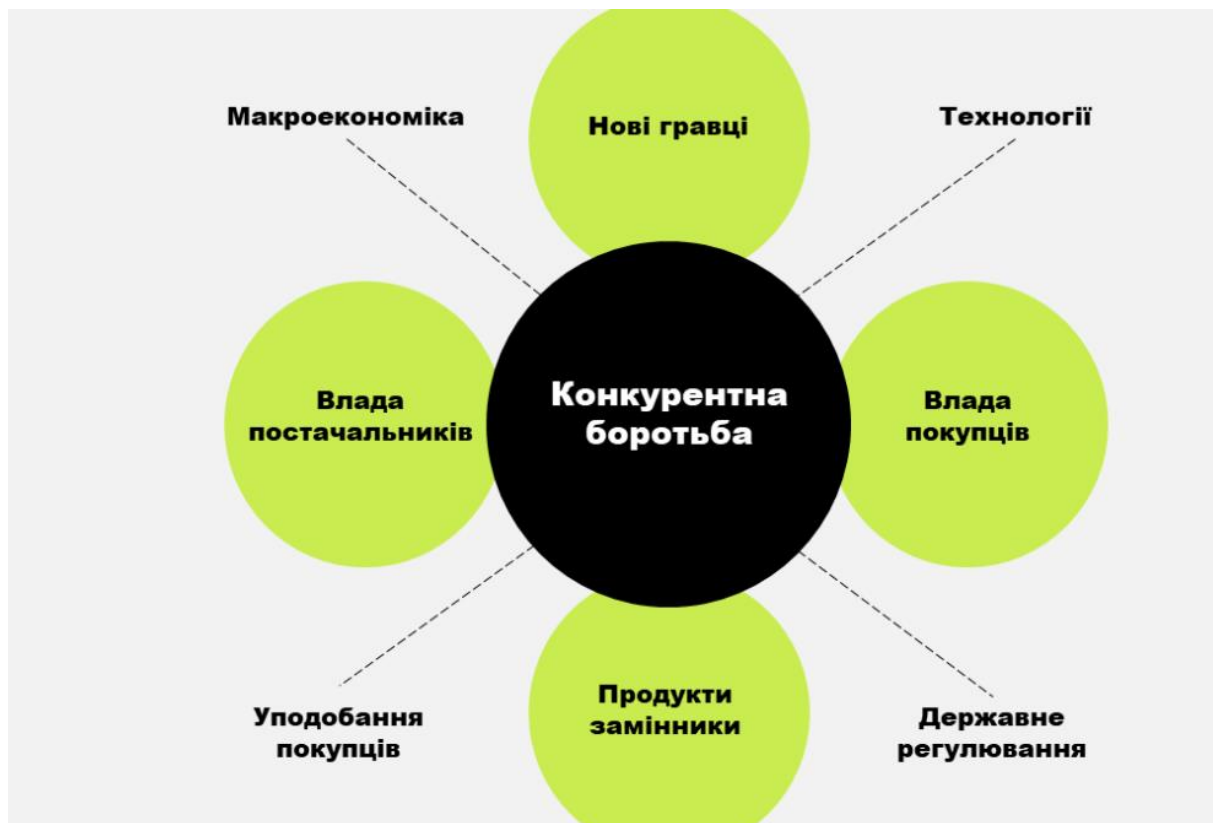 Макроекономіка
Нові гравці
Технології
Влада
постачальників
Конкурентна
боротьба
Влада
покупців
Уподобання
покупців
Продукти
замінники
Державне
регулювання